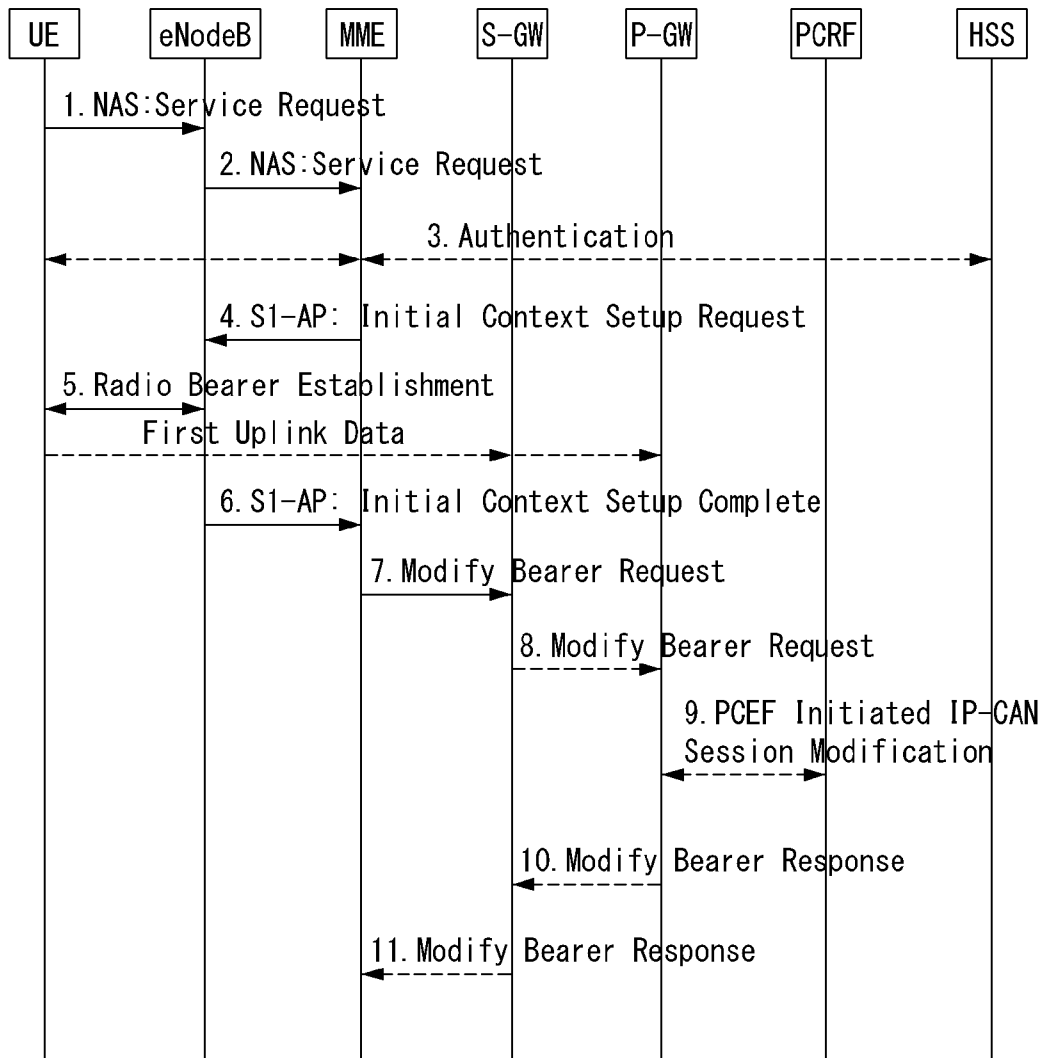 UE eNodeB MME S-GW P-GW PCRF HSS
1.NAS:Service Request
2.NAS:Service Request
3.Authentication
4.S1-AP: Initial Context Setup Request
5.Radio Bearer Establishment
First Uplink Data
6.S1-AP: Initial Context Setup Complete
7.Modify Bearer Request
8.Modify Bearer Request
9.PCEF Initiated IP-CAN
Session Modification
10.Modify Bearer Response
11.Modify Bearer Response